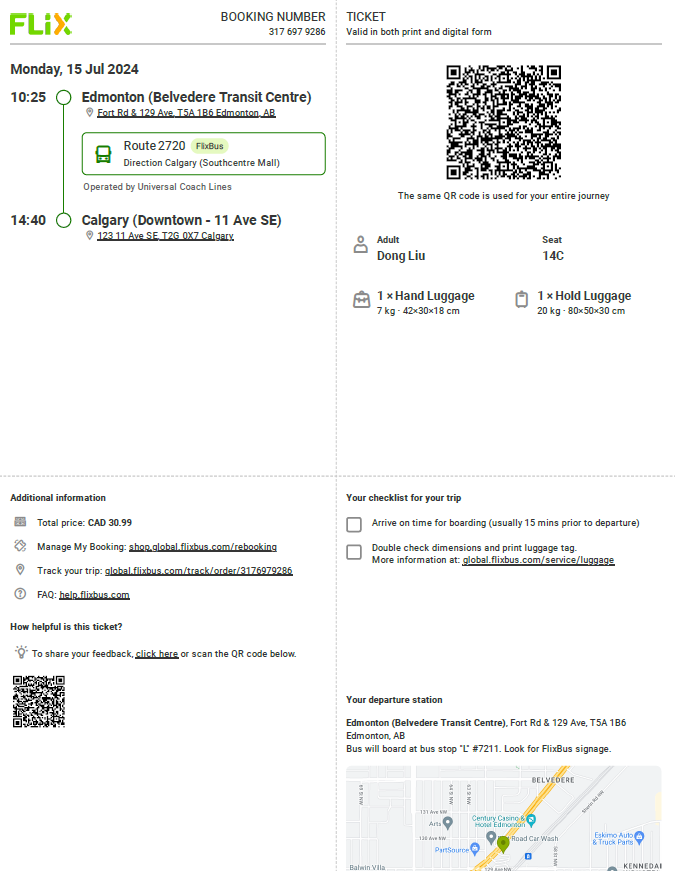 FLiX
BOOKING NUMBER
317 697 9286
Monday, 15 Jul 2024
10:25 Edmonton (Belvedere Transit Centre)
Fort Rd & 129 Ave, T5A 1B6 Edmonton, AB
Route 2720 FlixBus
Direction Calgary (Southcentre Mall)
Operated by Universal Coach Lines
14:40 Calgary (Downtown - 11 Ave SE)
123 11 Ave SE, T2G 0X7 Calgary
TICKET
Valid in both print and digital form
The same QR code is used for your entire journey
Adult
Dong Liu
Seat
14C
1 × Hand Luggage
7 kg · 42×30×18 cm
1 × Hold Luggage
20 kg · 80×50×30 cm
Additional information
Total price: CAD 30.99
Manage My Booking: shop.global.flixbus.com/rebooking
Track your trip: global.flixbus.com/track/order/3176979286
FAQ: help.flixbus.com
How helpful is this ticket?
To share your feedback, click here or scan the QR code below.
Your checklist for your trip
Arrive on time for boarding (usually 15 mins prior to departure)
Double check dimensions and print luggage tag.
More information at: global.flixbus.com/service/luggage
Your departure station
Edmonton (Belvedere Transit Centre), Fort Rd & 129 Ave, T5A 1B6
Edmonton, AB
Bus will board at bus stop "L" #7211. Look for FlixBus signage.
BELVEDERE
131 Ave NW
Century Casino &
Hotel Edmonton
Arts
130 Ave NW
Road Car Wash
PartSource
Eskimo Auto
& Truck Parts
129 Ave NW
Balwin Villa
KENNEDAL